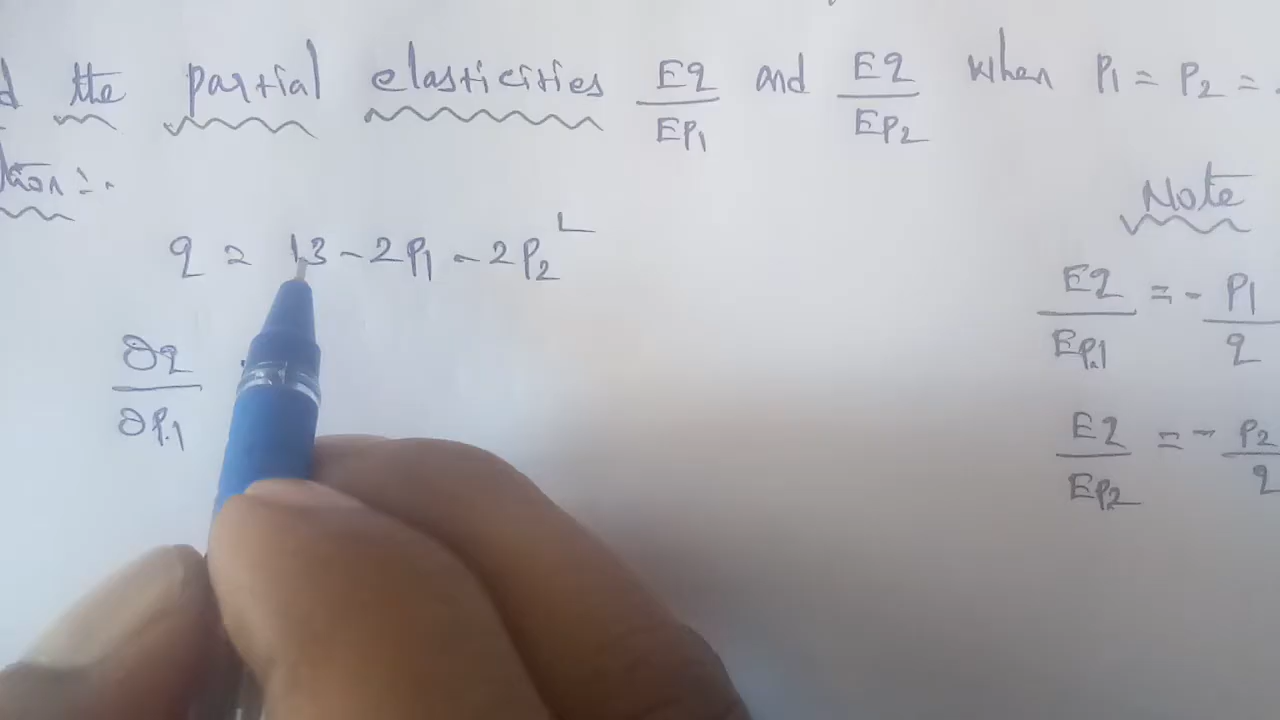 the partial elasticities Eq/Ep1 and Eq/Ep2 when P1 = P2 =
Note
q = 13 - 2P1 - 2P2²
Eq/Ep1 = - P1/q
∂q/∂P1
Eq/Ep2 = - P2/q